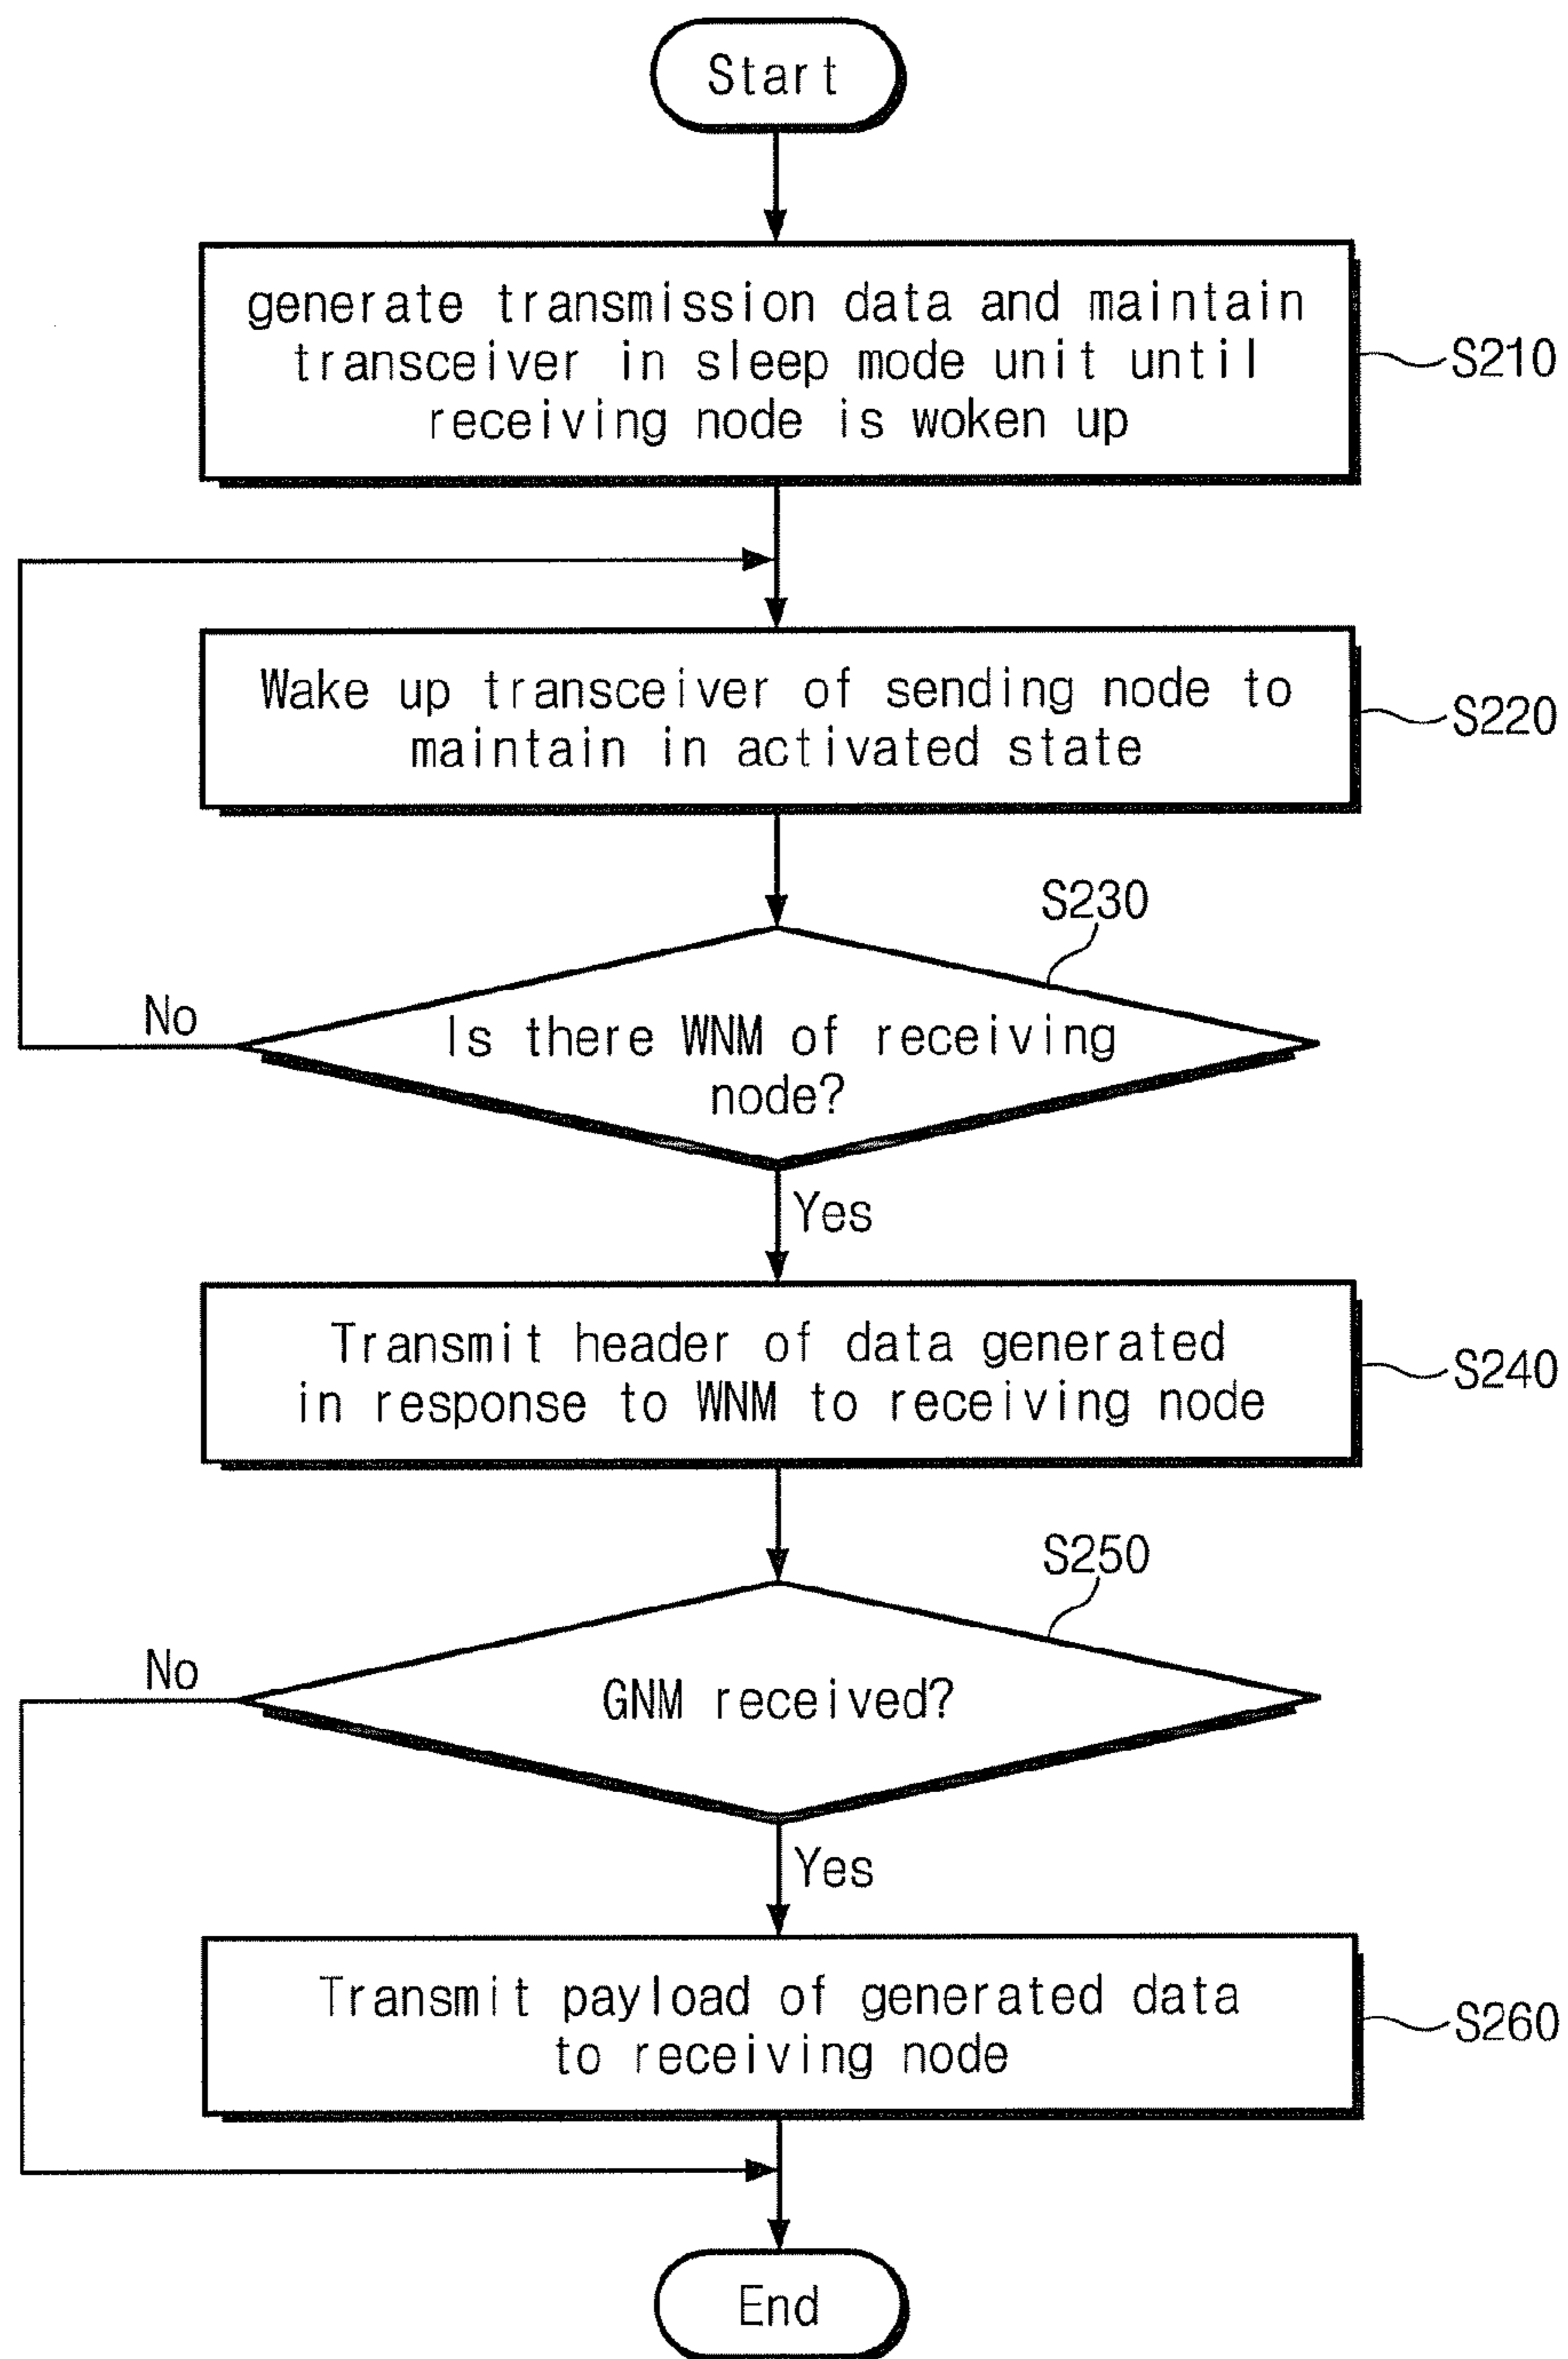 Start
generate transmission data and maintain
transceiver in sleep mode unit until
receiving node is woken up
S210
Wake up transceiver of sending node to
maintain in activated state
S220
S230
No
Is there WNM of receiving
node?
Yes
Transmit header of data generated
in response to WNM to receiving node
S240
S250
No
GNM received?
Yes
Transmit payload of generated data
to receiving node
S260
End